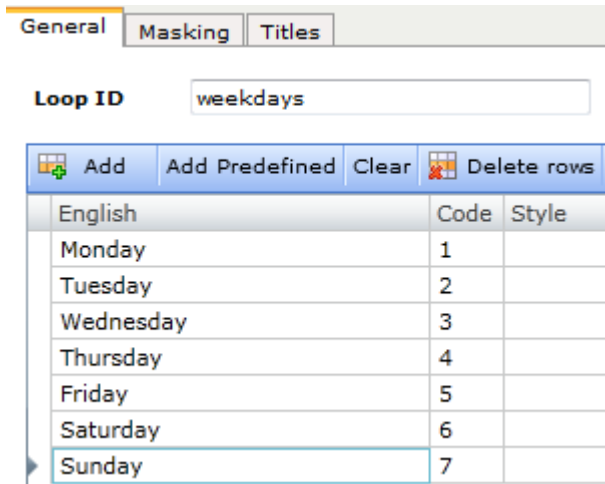 General Masking Titles
Loop ID weekdays
Add Add Predefined Clear Delete rows
English Code Style
Monday 1
Tuesday 2
Wednesday 3
Thursday 4
Friday 5
Saturday 6
Sunday 7